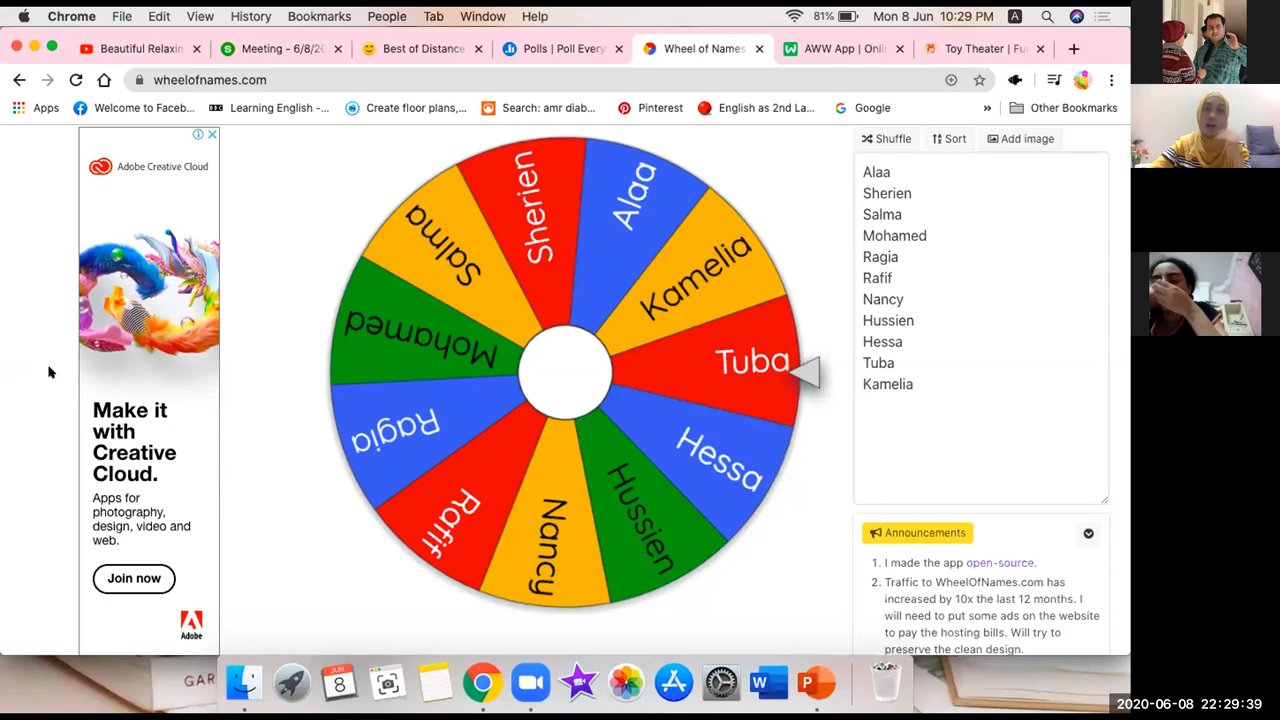 Chrome File Edit View History Bookmarks People Tab Window Help 81% Mon 8 Jun 10:29 PM A
Beautiful Relaxin Meeting - 6/8/20 Best of Distance Polls | Poll Every Wheel of Names AWW App | Onli Toy Theater | Fu
wheelofnames.com
Apps Welcome to Faceb... Learning English -... Create floor plans,... Search: amr diab... Pinterest English as 2nd La... Google » Other Bookmarks
Adobe Creative Cloud
Make it
with
Creative
Cloud.
Apps for
photography,
design, video and
web.
Join now
Adobe
Sherien
Alaa
Kamelia
Tuba
Hessa
Hussien
Nancy
Rafif
Ragia
Mohamed
Salma
Shuffle Sort Add image
Alaa
Sherien
Salma
Mohamed
Ragia
Rafif
Nancy
Hussien
Hessa
Tuba
Kamelia
Announcements
1. I made the app open-source.
2. Traffic to WheelOfNames.com has
increased by 10x the last 12 months. I
will need to put some ads on the website
to pay the hosting bills. Will try to
preserve the clean design.
GAR
JUN
8
W
P
2020-06-08 22:29:39